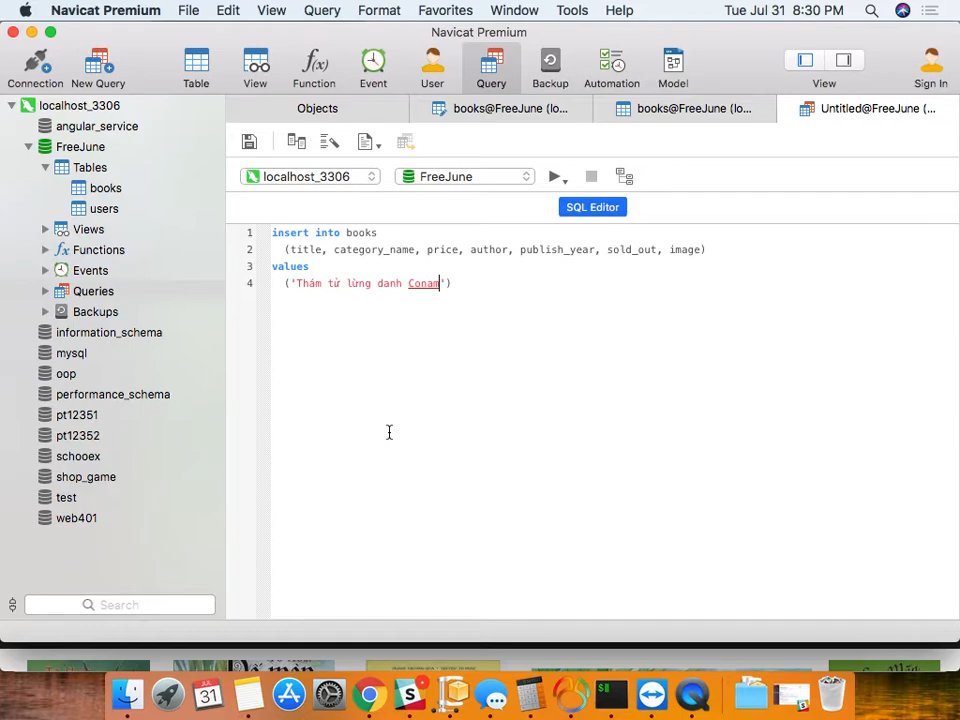 Navicat Premium File Edit View Query Format Favorites Window Tools Help Tue Jul 31 8:30 PM
Navicat Premium
Connection New Query Table View Function Event User Query Backup Automation Model View Sign In
f(x)
localhost_3306
angular_service
FreeJune
Tables
books
users
Views
Functions
Events
Queries
Backups
information_schema
mysql
oop
performance_schema
pt12351
pt12352
schooex
shop_game
test
web401
Search
Objects books@FreeJune (lo... books@FreeJune (lo... Untitled@FreeJune (...
localhost_3306 FreeJune
SQL Editor
1 insert into books
2 (title, category_name, price, author, publish_year, sold_out, image)
3 values
4 ('Thám tử lừng danh Conam')
31